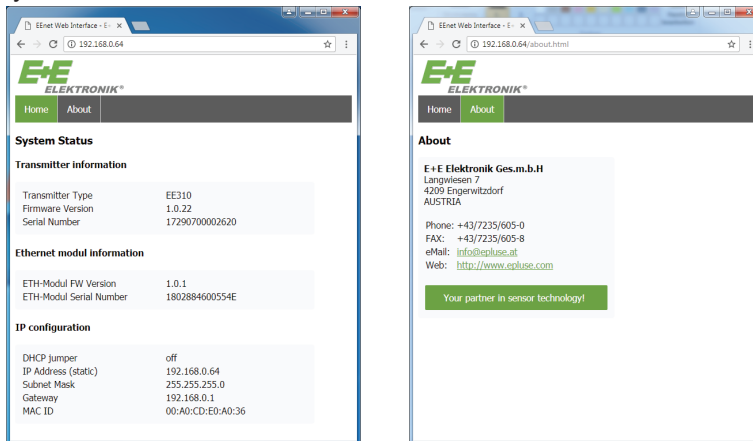 EEnet Web Interface - E+
192.168.0.64
E+E
ELEKTRONIK®
Home About
System Status
Transmitter information
Transmitter Type EE310
Firmware Version 1.0.22
Serial Number 17290700002620
Ethernet modul information
ETH-Modul FW Version 1.0.1
ETH-Modul Serial Number 1802884600554E
IP configuration
DHCP jumper off
IP Address (static) 192.168.0.64
Subnet Mask 255.255.255.0
Gateway 192.168.0.1
MAC ID 00:A0:CD:E0:A0:36
EEnet Web Interface - E+
192.168.0.64/about.html
E+E
ELEKTRONIK®
Home About
About
E+E Elektronik Ges.m.b.H
Langwiesen 7
4209 Engerwitzdorf
AUSTRIA
Phone: +43/7235/605-0
FAX: +43/7235/605-8
eMail: info@epluse.at
Web: http://www.epluse.com
Your partner in sensor technology!